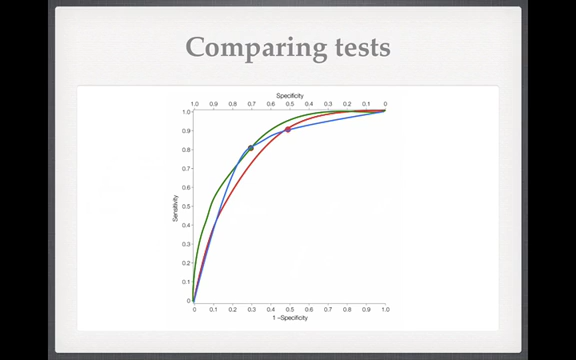 Comparing tests
Specificity
1.0 0.9 0.8 0.7 0.6 0.5 0.4 0.3 0.2 0.1 0
1.0
0.9
0.8
0.7
0.6
0.5
0.4
0.3
0.2
0.1
0
Sensitivity
0 0.1 0.2 0.3 0.4 0.5 0.6 0.7 0.8 0.9 1.0
1 –Specificity